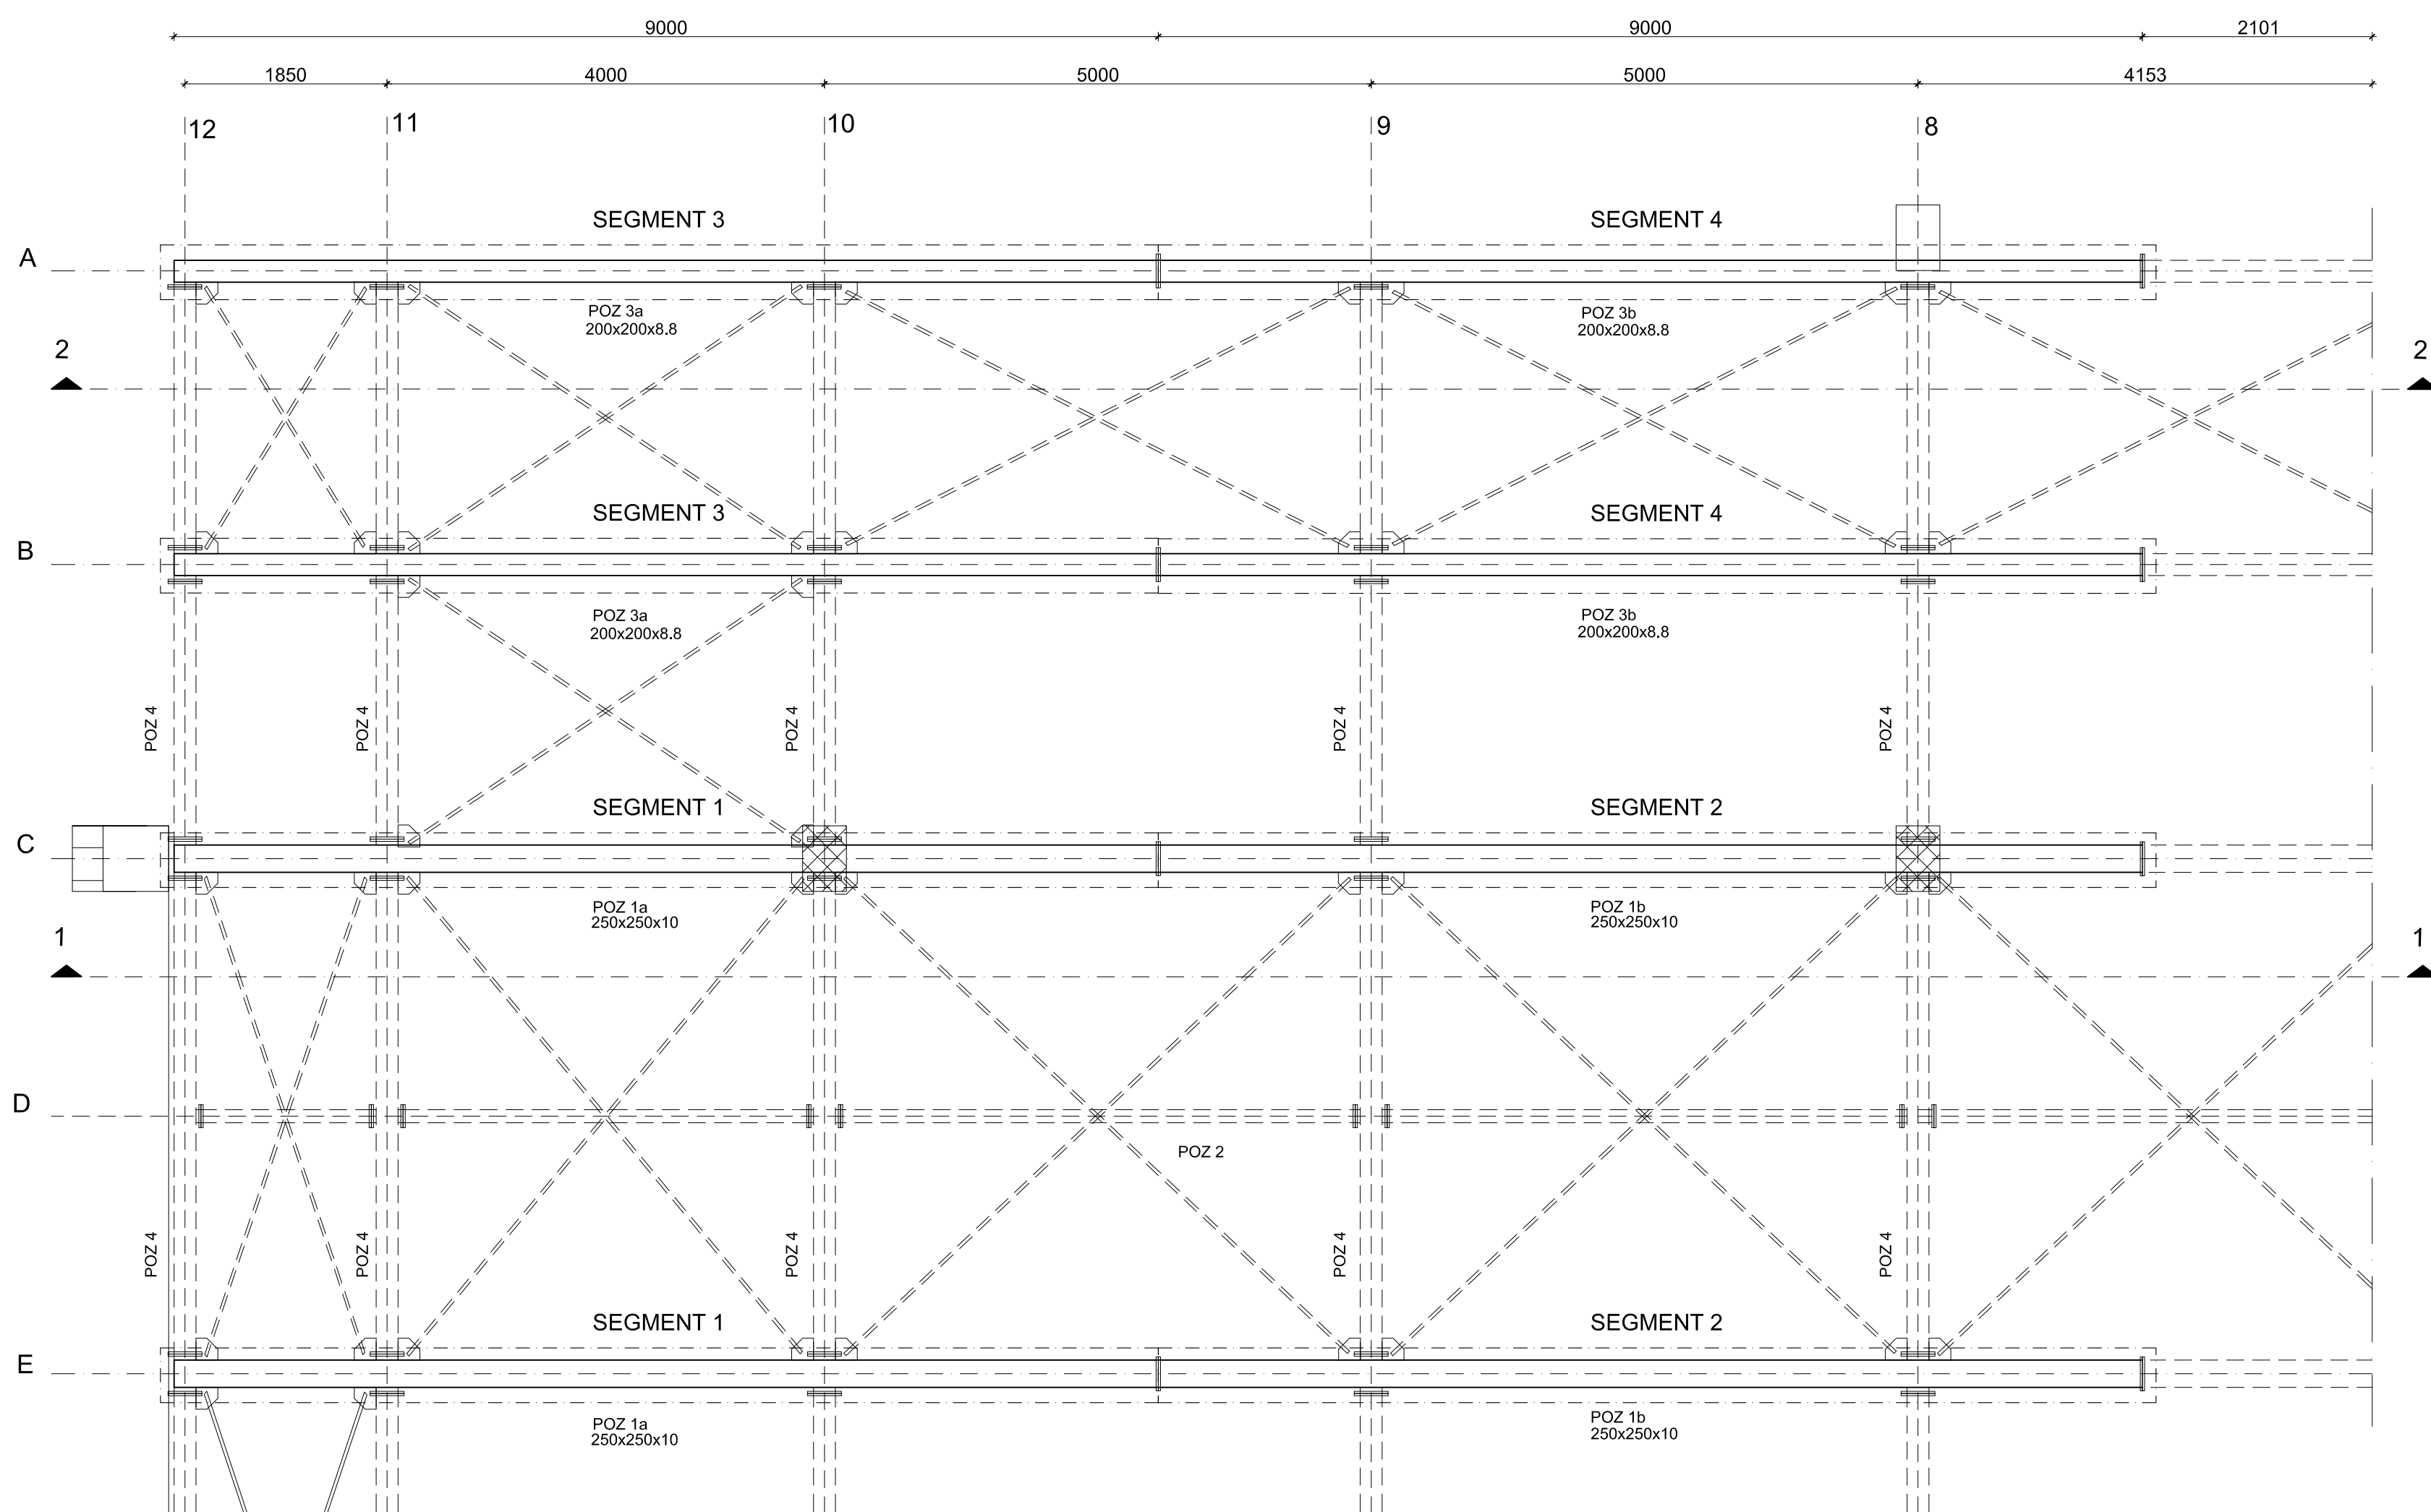 9000 9000 2101
1850 4000 5000 5000 4153
12 11 10 9 8
SEGMENT 3 SEGMENT 4
A
POZ 3a POZ 3b
200x200x8.8 200x200x8.8
2 2
SEGMENT 3 SEGMENT 4
B
POZ 3a POZ 3b
200x200x8.8 200x200x8.8
POZ 4 POZ 4 POZ 4 POZ 4 POZ 4
SEGMENT 1 SEGMENT 2
C
POZ 1a POZ 1b
250x250x10 250x250x10
1 1
D
POZ 2
POZ 4 POZ 4 POZ 4 POZ 4 POZ 4
SEGMENT 1 SEGMENT 2
E
POZ 1a POZ 1b
250x250x10 250x250x10